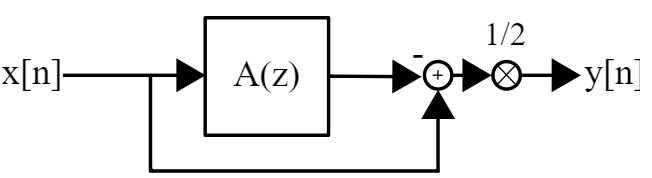 1/2
x[n] A(z) - + y[n]